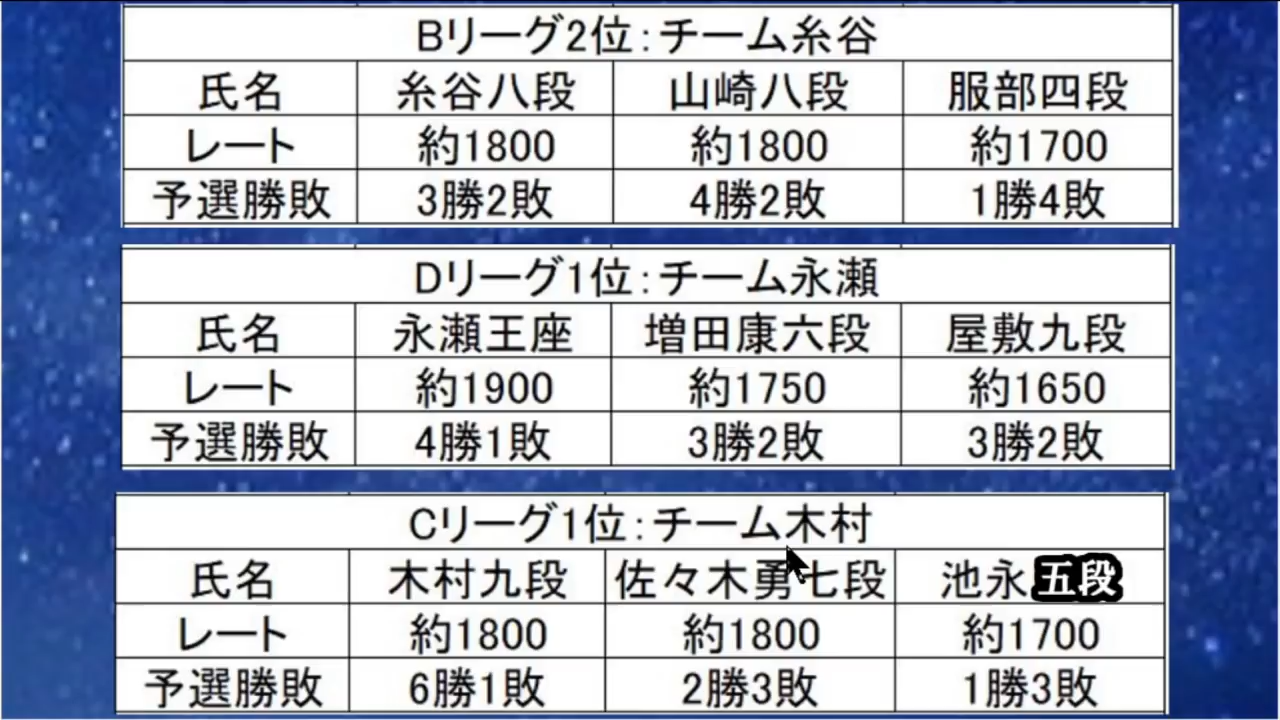 Bリーグ2位:チーム糸谷
氏名 糸谷八段 山崎八段 服部四段
レート 約1800 約1800 約1700
予選勝敗 3勝2敗 4勝2敗 1勝4敗
Dリーグ1位:チーム永瀬
氏名 永瀬王座 増田康六段 屋敷九段
レート 約1900 約1750 約1650
予選勝敗 4勝1敗 3勝2敗 3勝2敗
Cリーグ1位:チーム木村
氏名 木村九段 佐々木勇七段 池永五段
レート 約1800 約1800 約1700
予選勝敗 6勝1敗 2勝3敗 1勝3敗